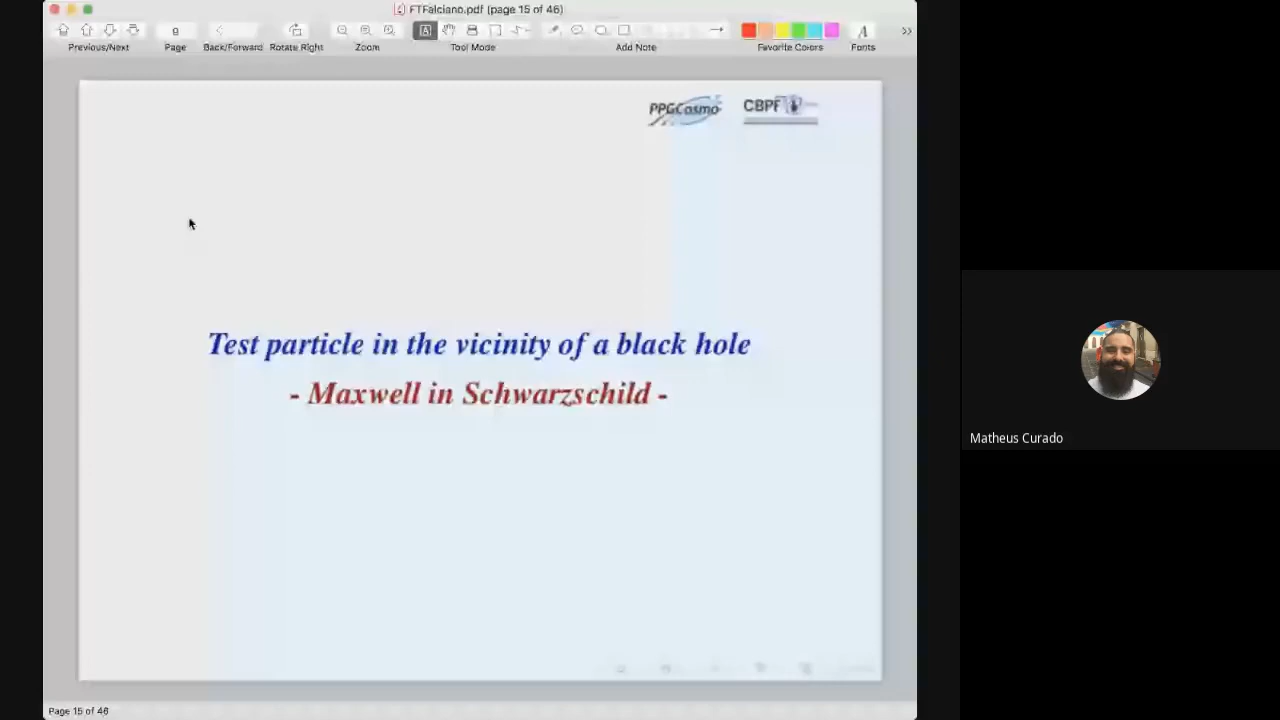 FTFalciano.pdf (page 15 of 46)
Previous/Next
Page
Back/Forward
Rotate Right
Zoom
Tool Mode
Add Note
Favorite Colors
Fonts
PPGCosmo
CBPF
Test particle in the vicinity of a black hole
- Maxwell in Schwarzschild -
Matheus Curado
Page 15 of 46